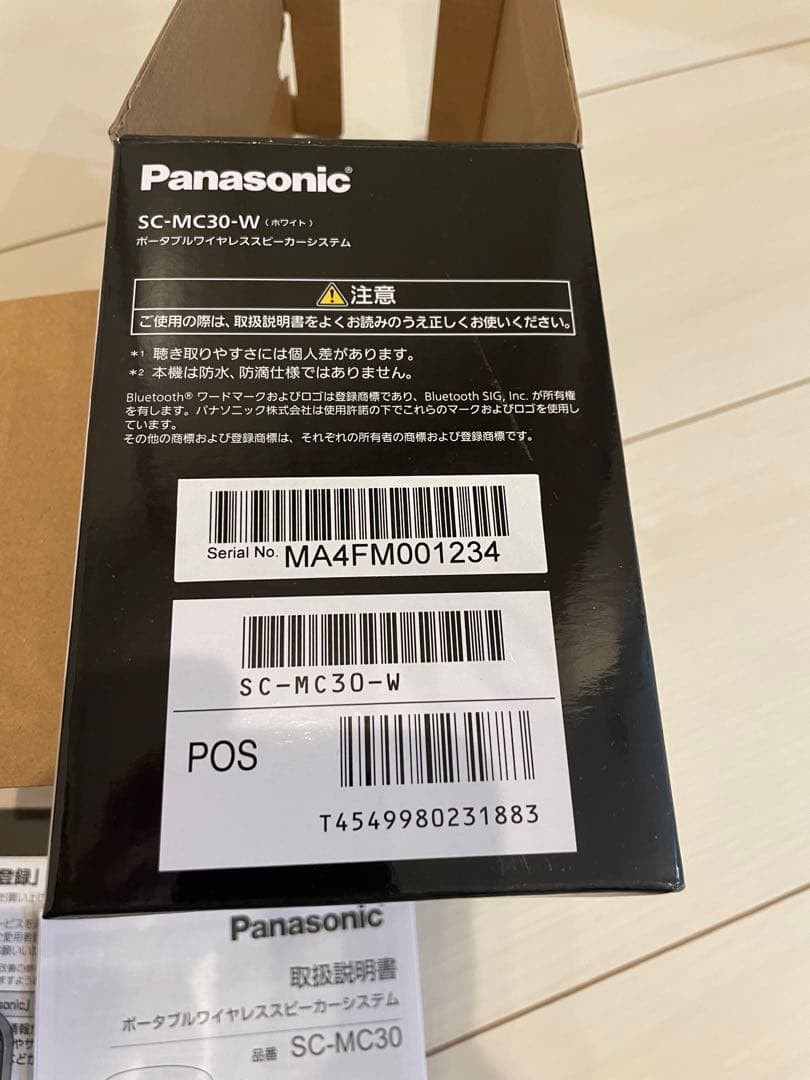 Panasonic®
SC-MC30-W（ホワイト）
ポータブルワイヤレススピーカーシステム
⚠注意
ご使用の際は、取扱説明書をよくお読みのうえ正しくお使いください。
*1 聴き取りやすさには個人差があります。
*2 本機は防水、防滴仕様ではありません。
Bluetooth® ワードマークおよびロゴは登録商標であり、Bluetooth SIG, Inc. が所有権
を有します。パナソニック株式会社は使用許諾の下でこれらのマークおよびロゴを使用し
ています。
その他の商標および登録商標は、それぞれの所有者の商標および登録商標です。
Serial No. MA4FM001234
SC-MC30-W
POS
T4549980231883
登録」
Panasonic
取扱説明書
ポータブルワイヤレススピーカーシステム
品番 SC-MC30